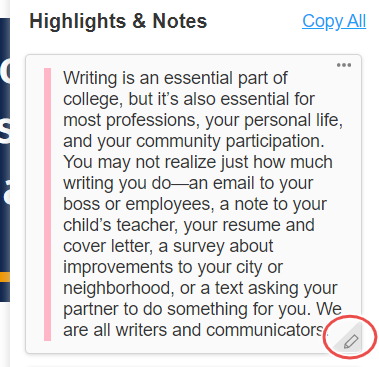 Highlights & Notes
Copy All
Writing is an essential part of
college, but it’s also essential for
most professions, your personal life,
and your community participation.
You may not realize just how much
writing you do—an email to your
boss or employees, a note to your
child’s teacher, your resume and
cover letter, a survey about
improvements to your city or
neighborhood, or a text asking your
partner to do something for you. We
are all writers and communicators.